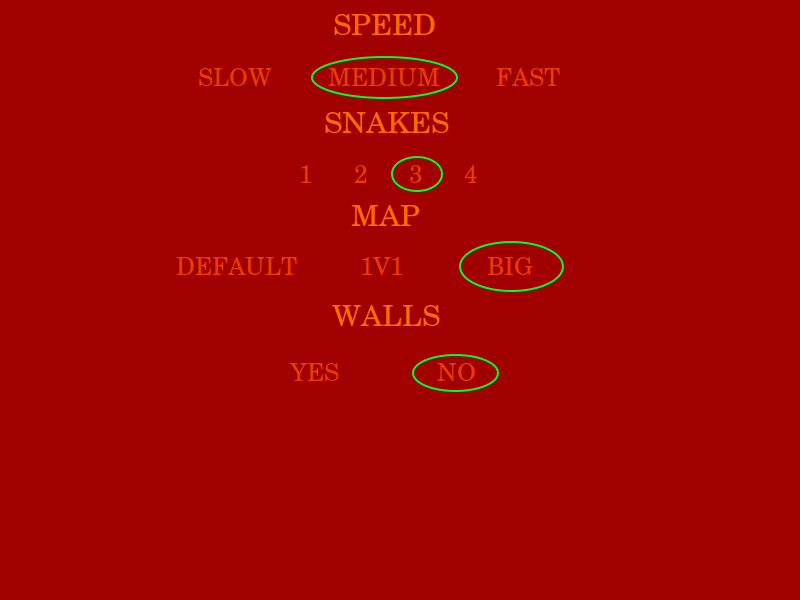 SPEED
SLOW MEDIUM FAST
SNAKES
1 2 3 4
MAP
DEFAULT 1V1 BIG
WALLS
YES NO